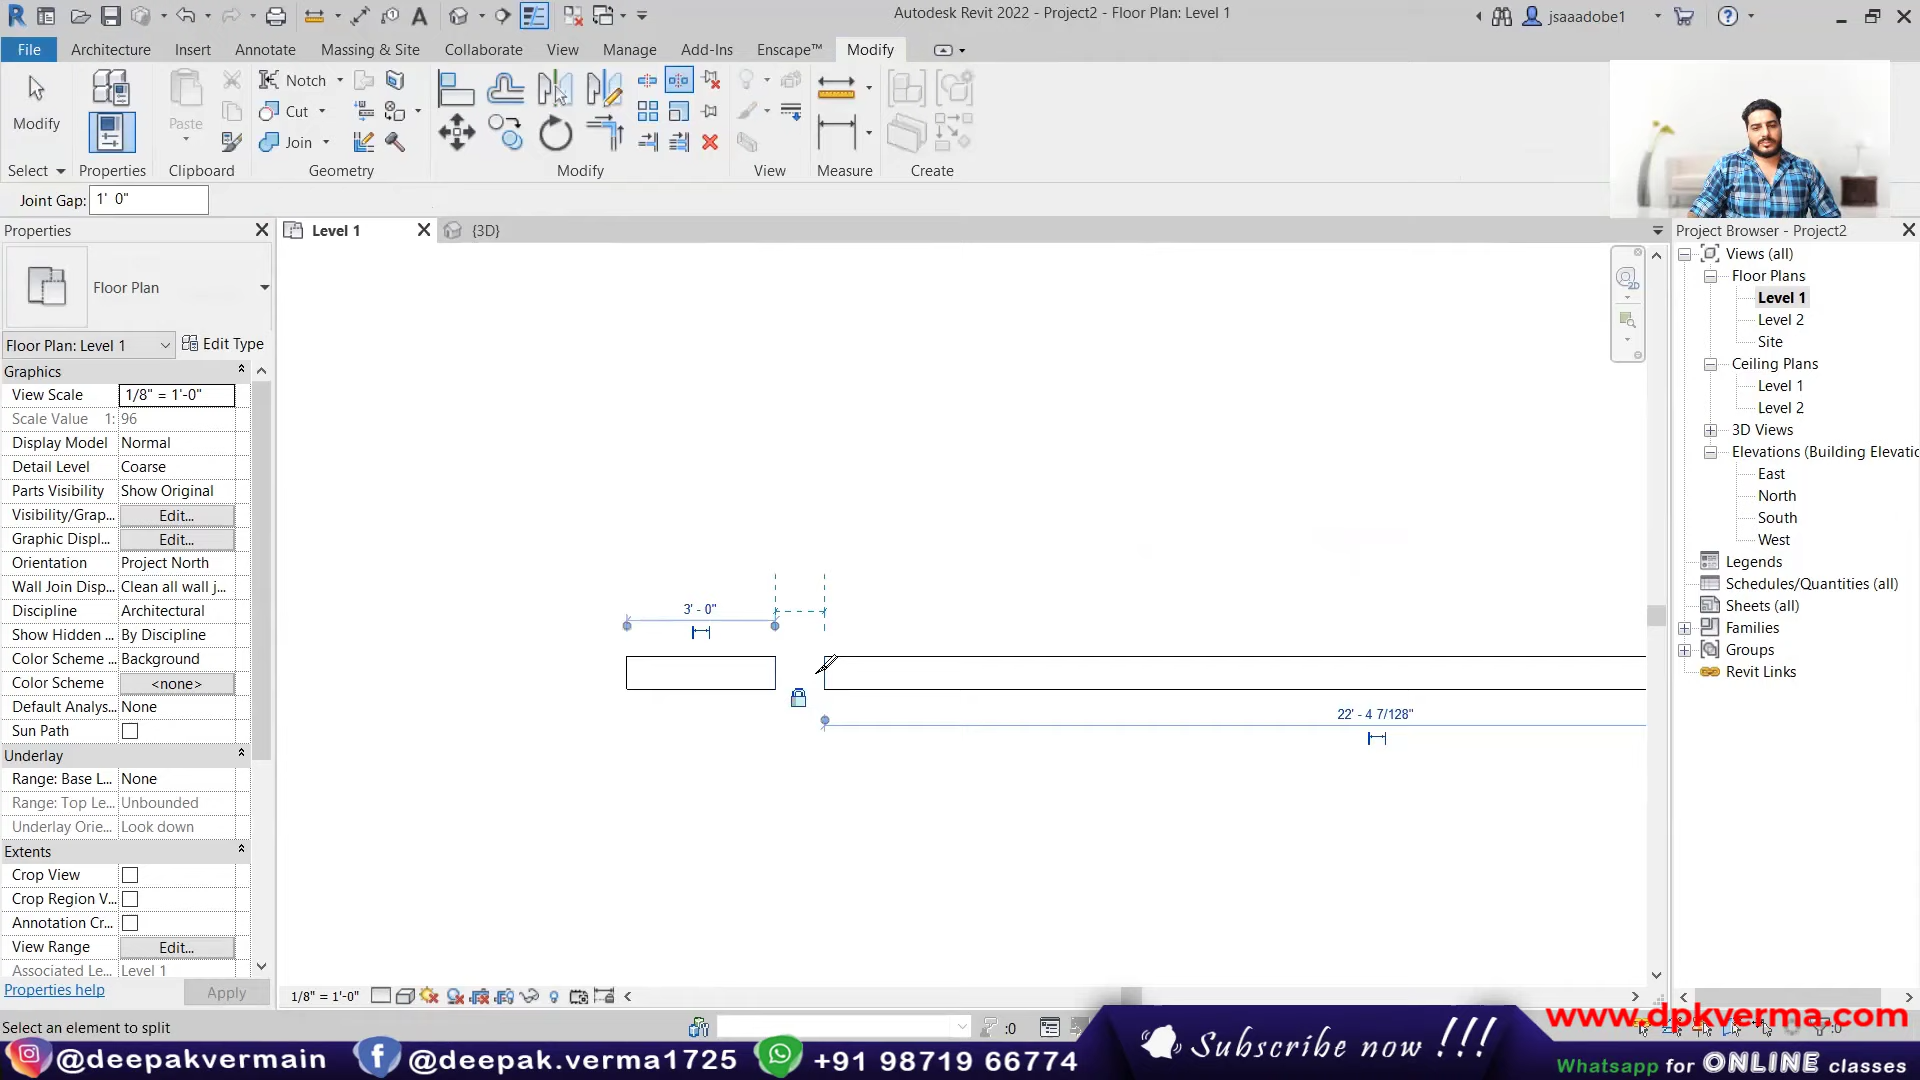 Autodesk Revit 2022 - Project2 - Floor Plan: Level 1
jsaaadobe1
File
Architecture
Insert
Annotate
Massing & Site
Collaborate
View
Manage
Add-Ins
Enscape™
Modify
Modify
Paste
Notch
Cut
Join
Select
Properties
Clipboard
Geometry
Modify
View
Measure
Create
Joint Gap: 1' 0"
Properties
Level 1
{3D}
Project Browser - Project2
Floor Plan
Floor Plan: Level 1
Edit Type
Graphics
View Scale 1/8" = 1'-0"
Scale Value 1: 96
Display Model Normal
Detail Level Coarse
Parts Visibility Show Original
Visibility/Grap... Edit...
Graphic Displ... Edit...
Orientation Project North
Wall Join Disp... Clean all wall j...
Discipline Architectural
Show Hidden ... By Discipline
Color Scheme ... Background
Color Scheme <none>
Default Analys... None
Sun Path
Underlay
Range: Base L... None
Range: Top Le... Unbounded
Underlay Orie... Look down
Extents
Crop View
Crop Region V...
Annotation Cr...
View Range Edit...
Associated Le... Level 1
Properties help
Apply
3' - 0"
22' - 4 7/128"
2D
Views (all)
Floor Plans
Level 1
Level 2
Site
Ceiling Plans
Level 1
Level 2
3D Views
Elevations (Building Elevatio
East
North
South
West
Legends
Schedules/Quantities (all)
Sheets (all)
Families
Groups
Revit Links
1/8" = 1'-0"
Select an element to split
:0
:0
www.dpkverma.com
@deepakvermain
@deepak.verma1725
+91 98719 66774
Subscribe now !!!
Whatsapp for ONLINE classes